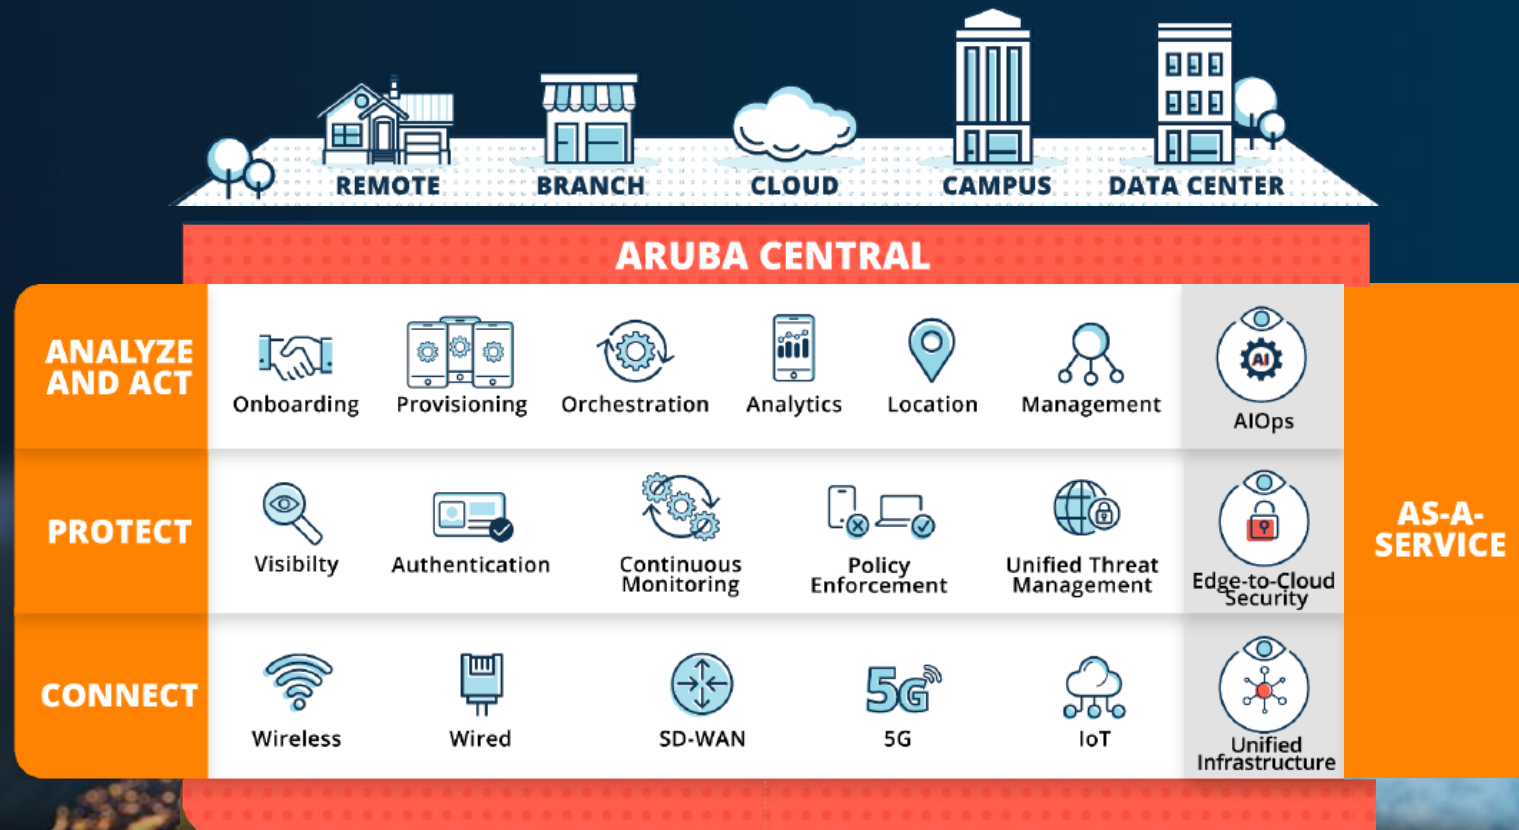 REMOTE
BRANCH
CLOUD
CAMPUS
DATA CENTER
ARUBA CENTRAL
ANALYZE
AND ACT
Onboarding
Provisioning
Orchestration
Analytics
Location
Management
AI
AIOps
PROTECT
Visibilty
Authentication
Continuous
Monitoring
Policy
Enforcement
Unified Threat
Management
Edge-to-Cloud
Security
CONNECT
Wireless
Wired
SD-WAN
5G
5G
IoT
Unified
Infrastructure
AS-A-
SERVICE